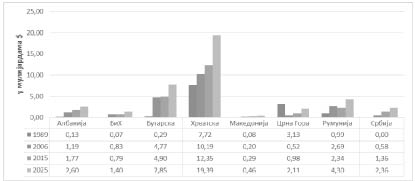 у милијардама $
25,00
20,00
15,00
10,00
5,00
0,00
Албанија БиХ Бугарска Хрватска Македонија Црна Гора Румунија Србија
1989 0,13 0,07 0,29 7,72 0,08 3,13 0,90 0,00
2006 1,19 0,83 4,77 10,19 0,20 0,52 2,69 0,58
2015 1,77 0,79 4,90 12,35 0,29 0,98 2,34 1,36
2025 2,60 1,40 7,85 19,39 0,46 2,11 4,30 2,36